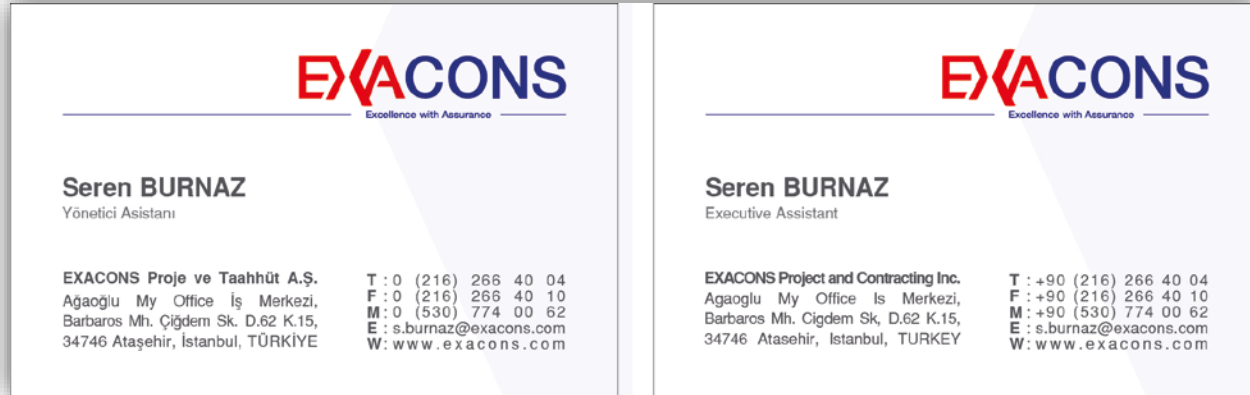 EXACONS
Excellence with Assurance
Seren BURNAZ
Yönetici Asistanı
EXACONS Proje ve Taahhüt A.Ş.
Ağaoğlu My Office İş Merkezi,
Barbaros Mh. Çiğdem Sk. D.62 K.15,
34746 Ataşehir, İstanbul, TÜRKİYE
T : 0 (216) 266 40 04
F : 0 (216) 266 40 10
M : 0 (530) 774 00 62
E : s.burnaz@exacons.com
W : www.exacons.com
EXACONS
Excellence with Assurance
Seren BURNAZ
Executive Assistant
EXACONS Project and Contracting Inc.
Agaoglu My Office Is Merkezi,
Barbaros Mh. Cigdem Sk, D.62 K.15,
34746 Atasehir, Istanbul, TURKEY
T : +90 (216) 266 40 04
F : +90 (216) 266 40 10
M : +90 (530) 774 00 62
E : s.burnaz@exacons.com
W : www.exacons.com